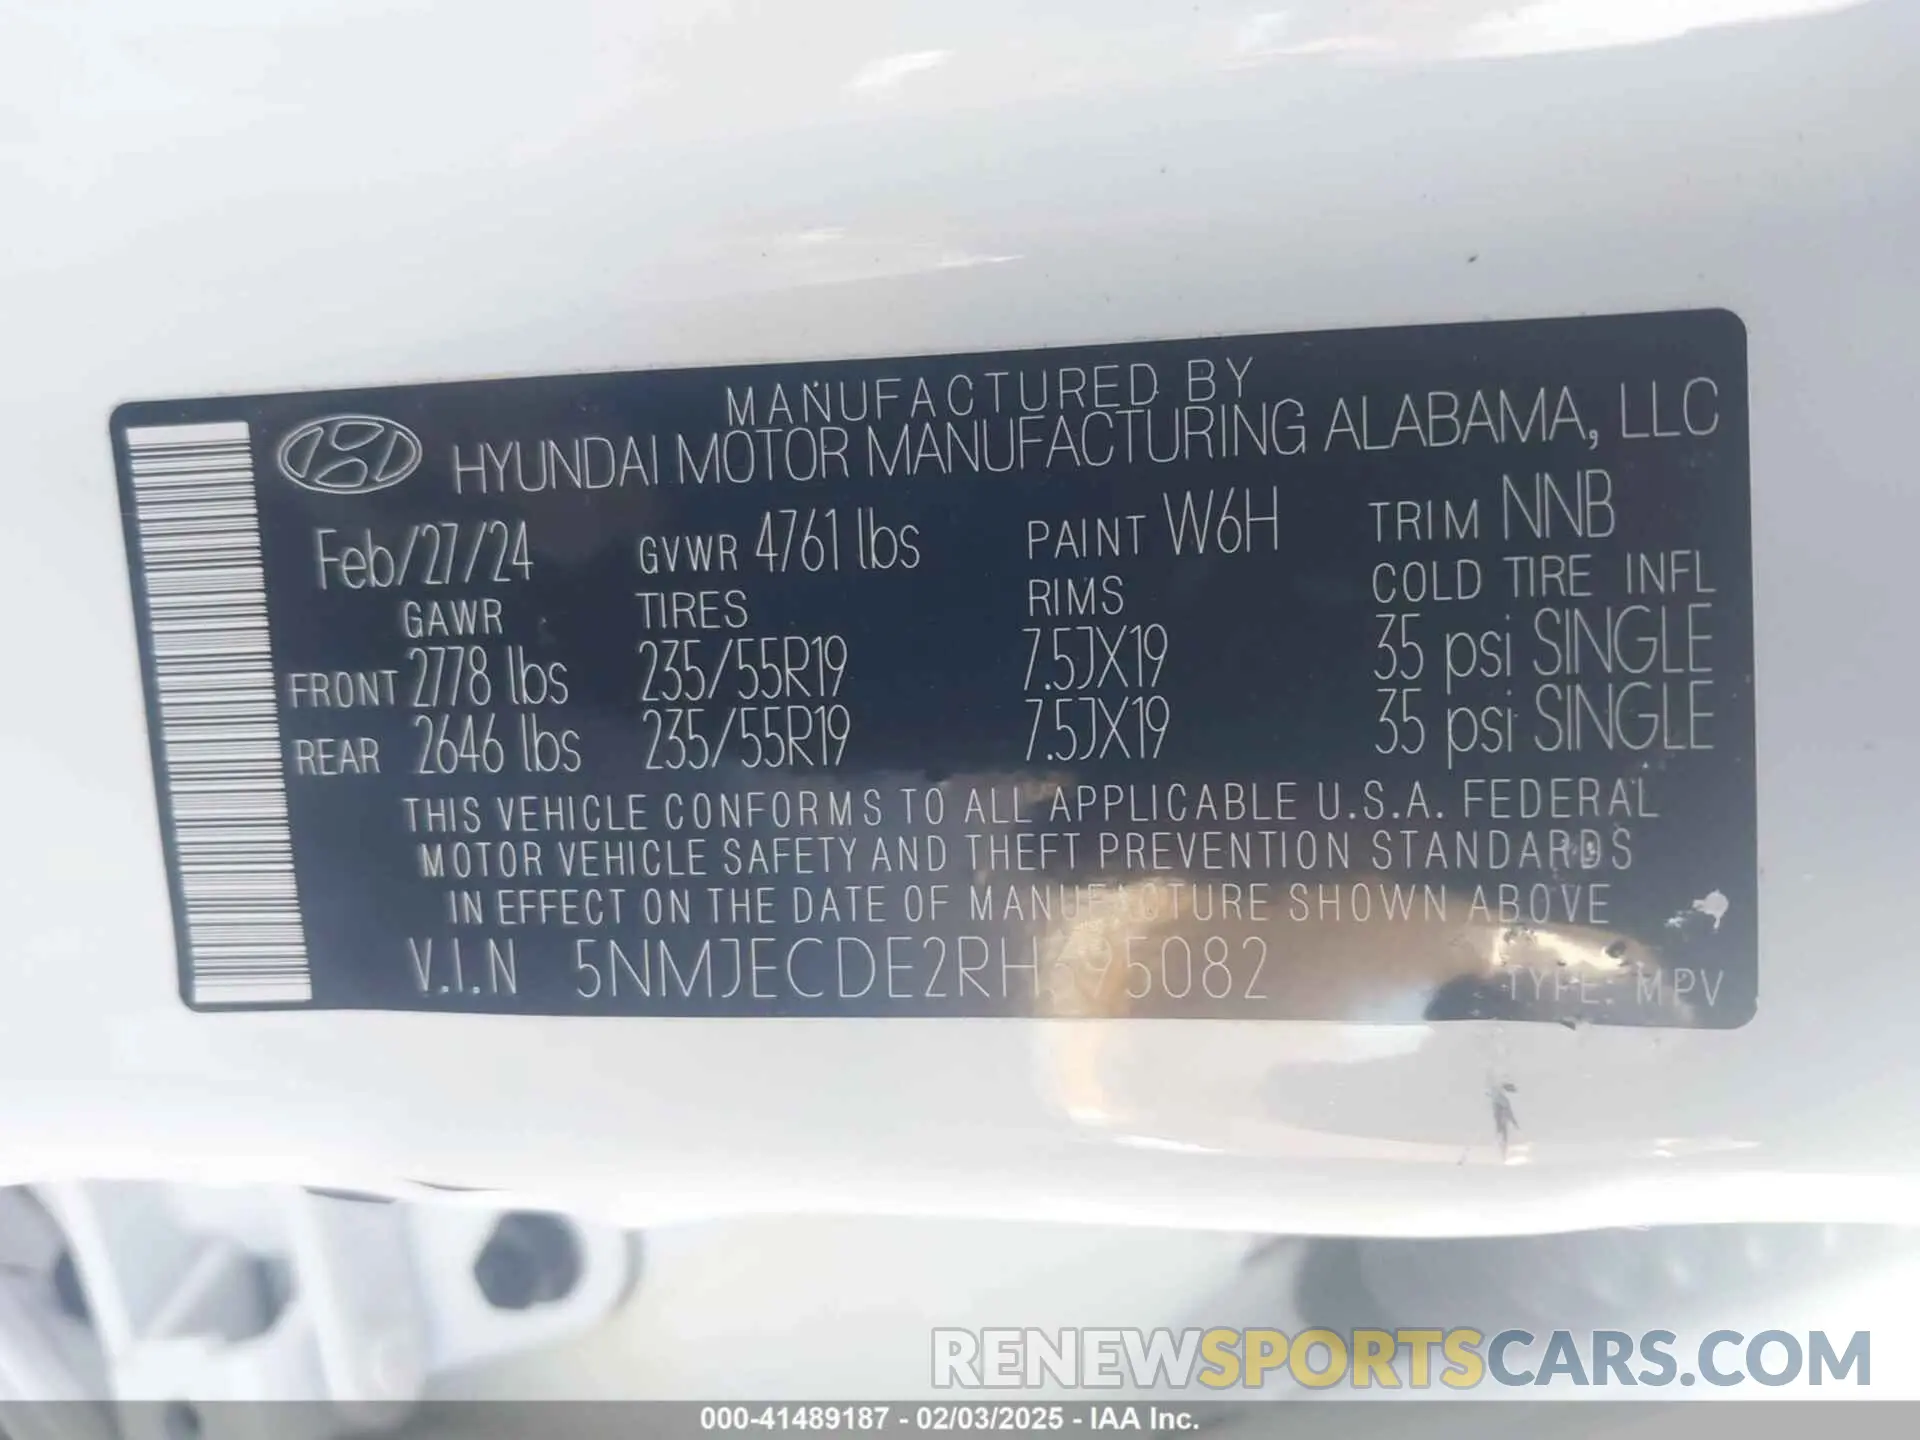 MANUFACTURED BY
HYUNDAI MOTOR MANUFACTURING ALABAMA, LLC
Feb/27/24 GVWR 4761 lbs PAINT W6H TRIM NNB
GAWR TIRES RIMS COLD TIRE INFL
FRONT 2778 lbs 235/55R19 7.5JX19 35 psi SINGLE
REAR 2646 lbs 235/55R19 7.5JX19 35 psi SINGLE
THIS VEHICLE CONFORMS TO ALL APPLICABLE U.S.A. FEDERAL
MOTOR VEHICLE SAFETY AND THEFT PREVENTION STANDARDS
IN EFFECT ON THE DATE OF MANUFACTURE SHOWN ABOVE
V.I.N 5NMJECDE2RH395082 TYPE: MPV
RENEWSPORTSCARS.COM
000-41489187 - 02/03/2025 - IAA Inc.